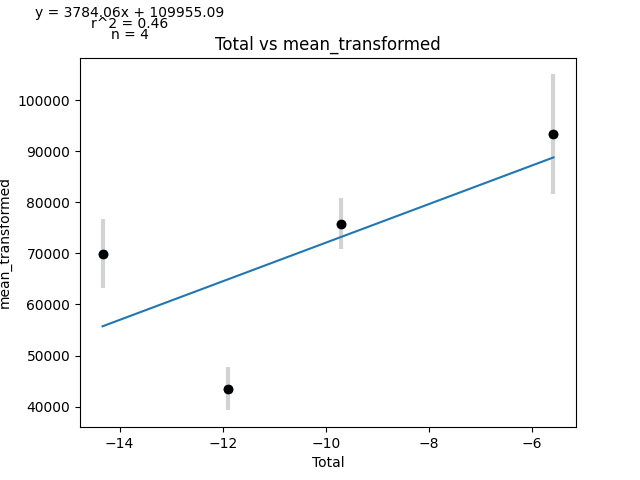 y = 3784.06x + 109955.09
r^2 = 0.46
n = 4
Total vs mean_transformed
100000
90000
80000
70000
60000
50000
40000
mean_transformed
−14
−12
−10
−8
−6
Total